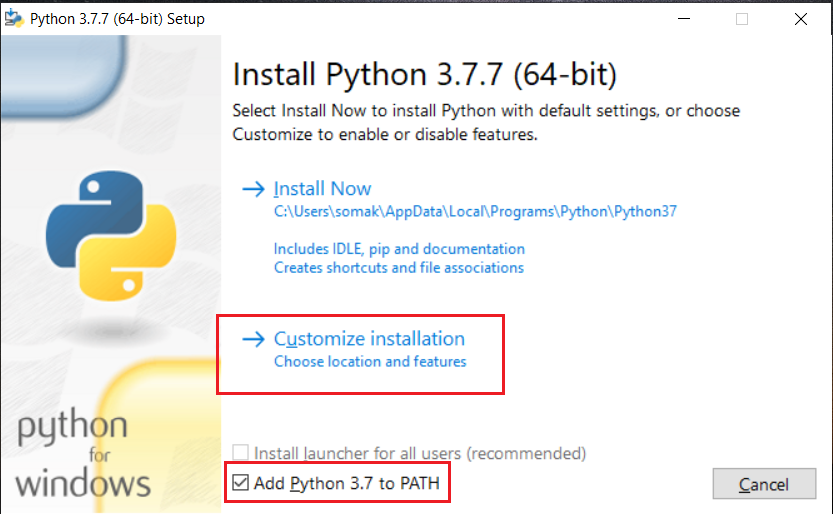 Python 3.7.7 (64-bit) Setup
Install Python 3.7.7 (64-bit)
Select Install Now to install Python with default settings, or choose
Customize to enable or disable features.
Install Now
C:\Users\somak\AppData\Local\Programs\Python\Python37
Includes IDLE, pip and documentation
Creates shortcuts and file associations
Customize installation
Choose location and features
python
for
windows
Install launcher for all users (recommended)
Add Python 3.7 to PATH
Cancel